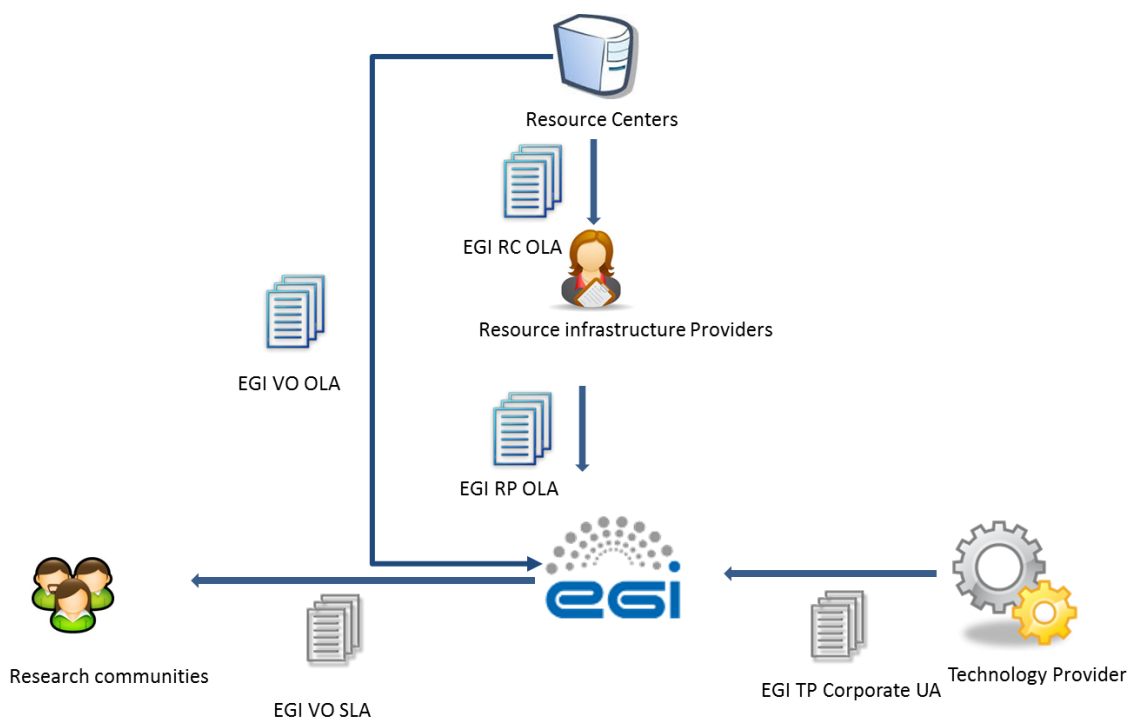 Resource Centers
EGI RC OLA
Resource infrastructure Providers
EGI VO OLA
EGI RP OLA
egi
Research communities
EGI VO SLA
EGI TP Corporate UA
Technology Provider